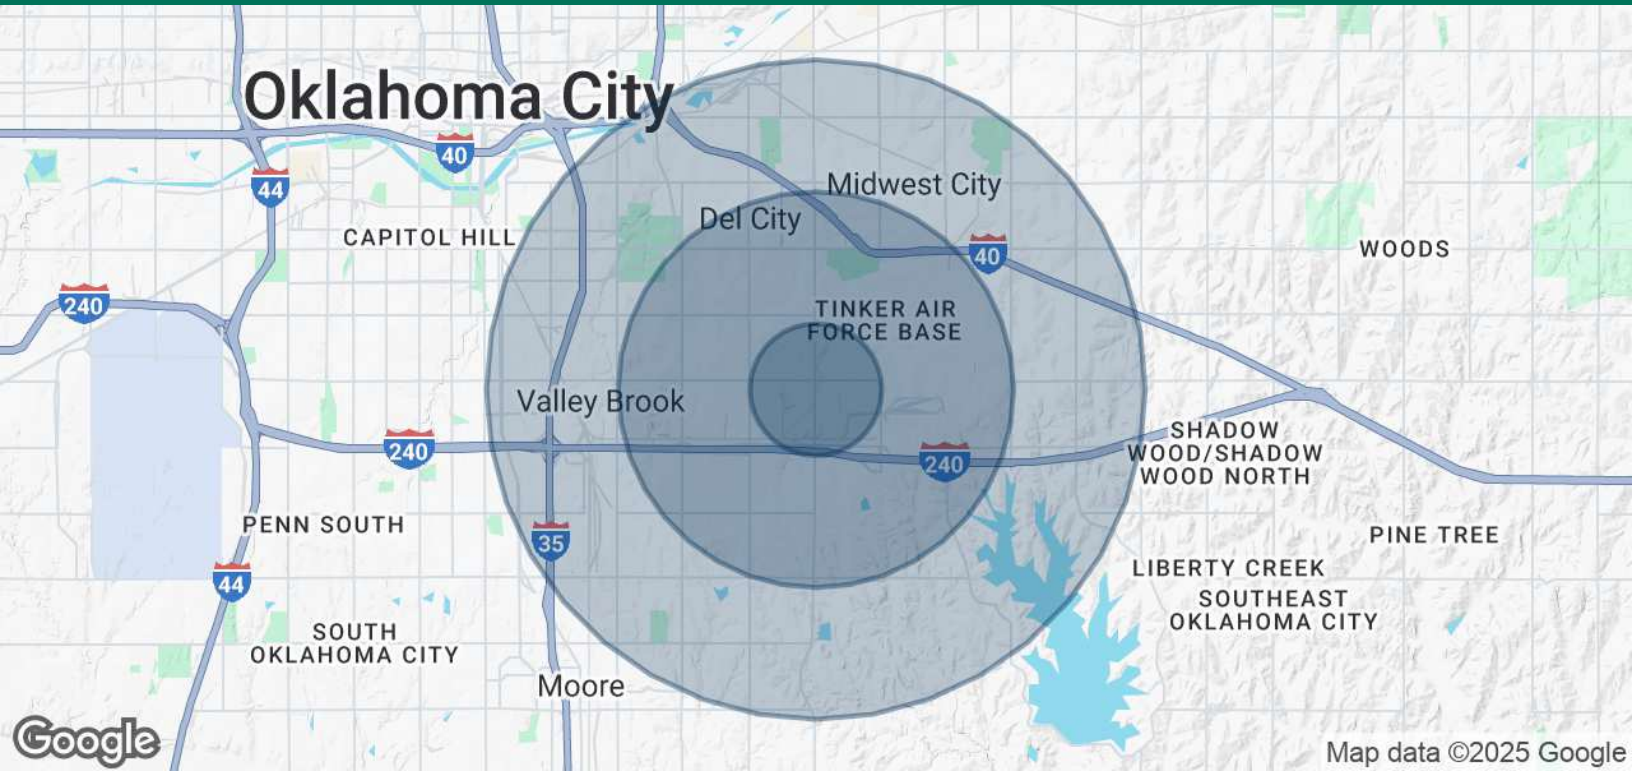 Oklahoma City
40
44
Midwest City
Del City
CAPITOL HILL
40
WOODS
240
TINKER AIR
FORCE BASE
Valley Brook
240
240
SHADOW
WOOD/SHADOW
WOOD NORTH
PENN SOUTH
35
PINE TREE
44
LIBERTY CREEK
SOUTHEAST
OKLAHOMA CITY
SOUTH
OKLAHOMA CITY
Moore
Google
Map data ©2025 Google